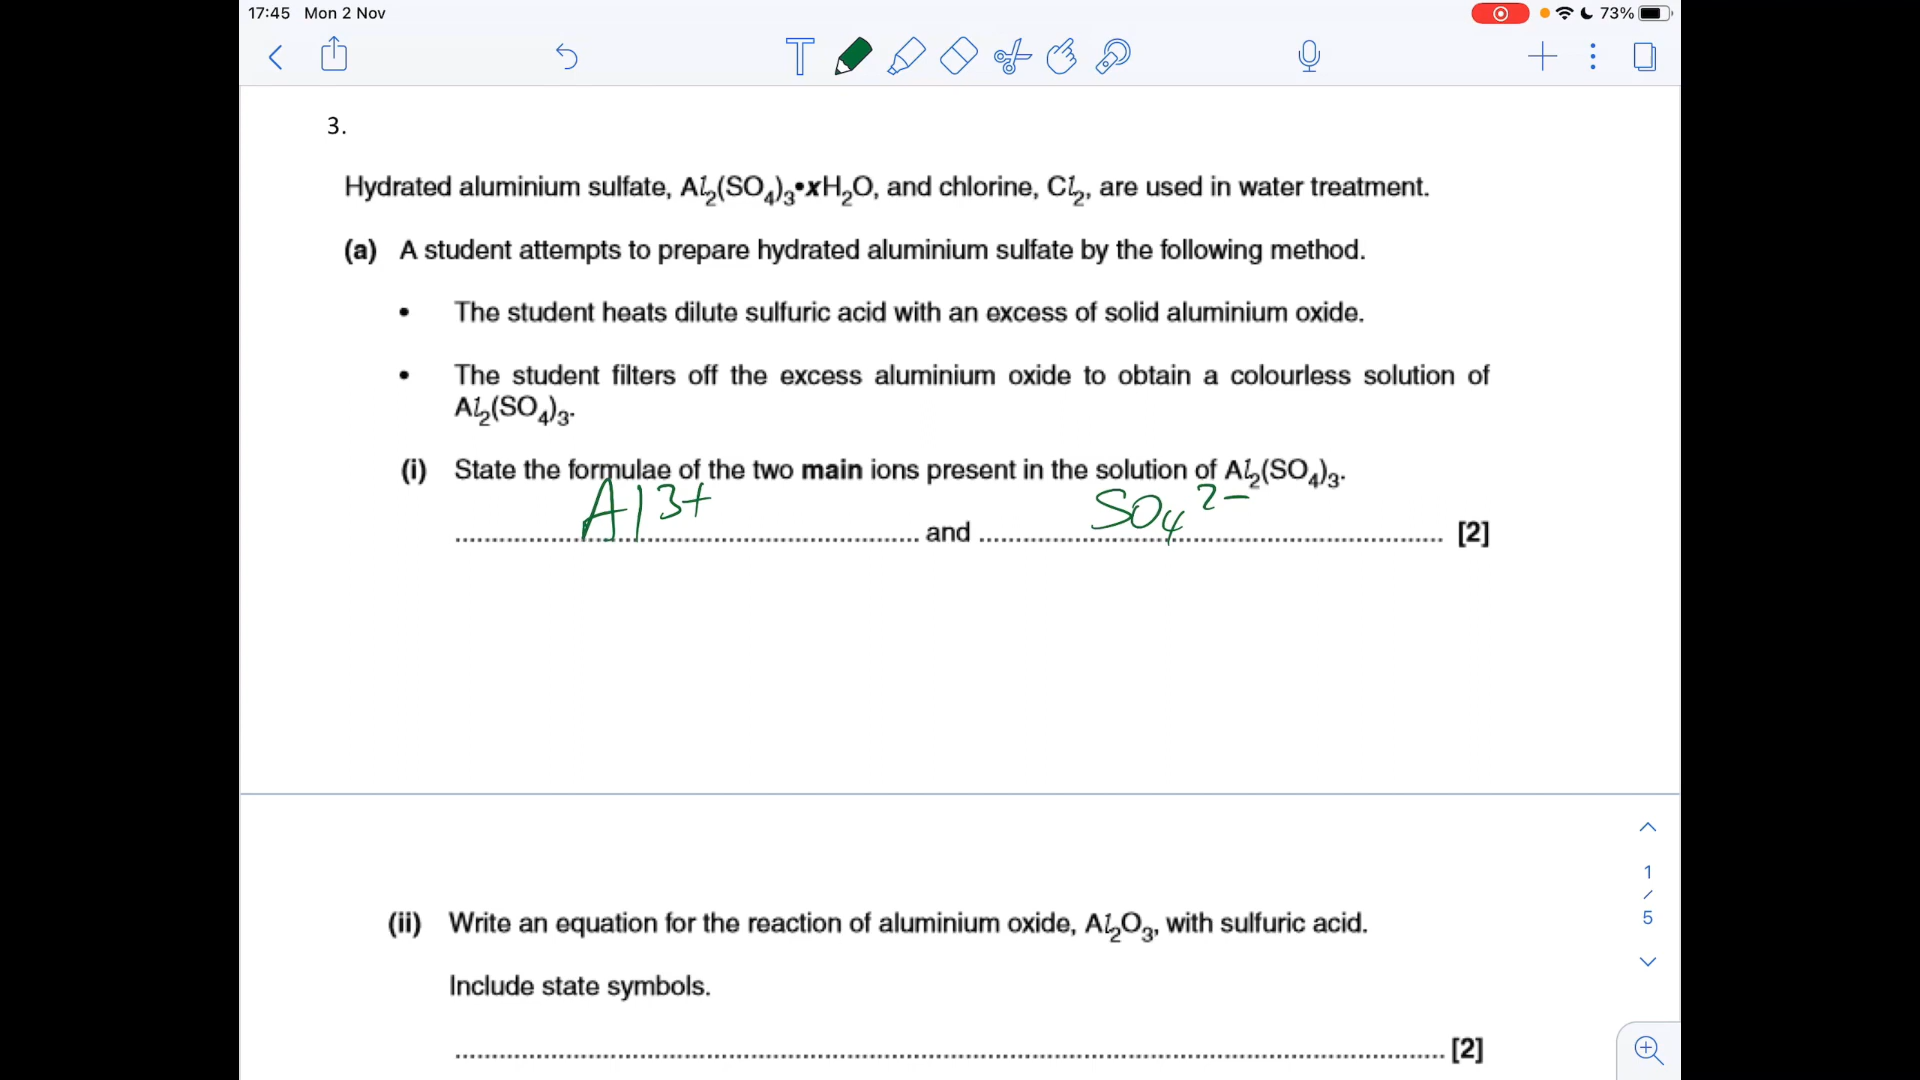 17:45 Mon 2 Nov
73%
3.
Hydrated aluminium sulfate, Al₂(SO₄)₃•xH₂O, and chlorine, Cl₂, are used in water treatment.
(a) A student attempts to prepare hydrated aluminium sulfate by the following method.
• The student heats dilute sulfuric acid with an excess of solid aluminium oxide.
• The student filters off the excess aluminium oxide to obtain a colourless solution of
Al₂(SO₄)₃.
(i) State the formulae of the two main ions present in the solution of Al₂(SO₄)₃.
Al³⁺ and SO₄²⁻ [2]
1
/
5
(ii) Write an equation for the reaction of aluminium oxide, Al₂O₃, with sulfuric acid.
Include state symbols.
[2]